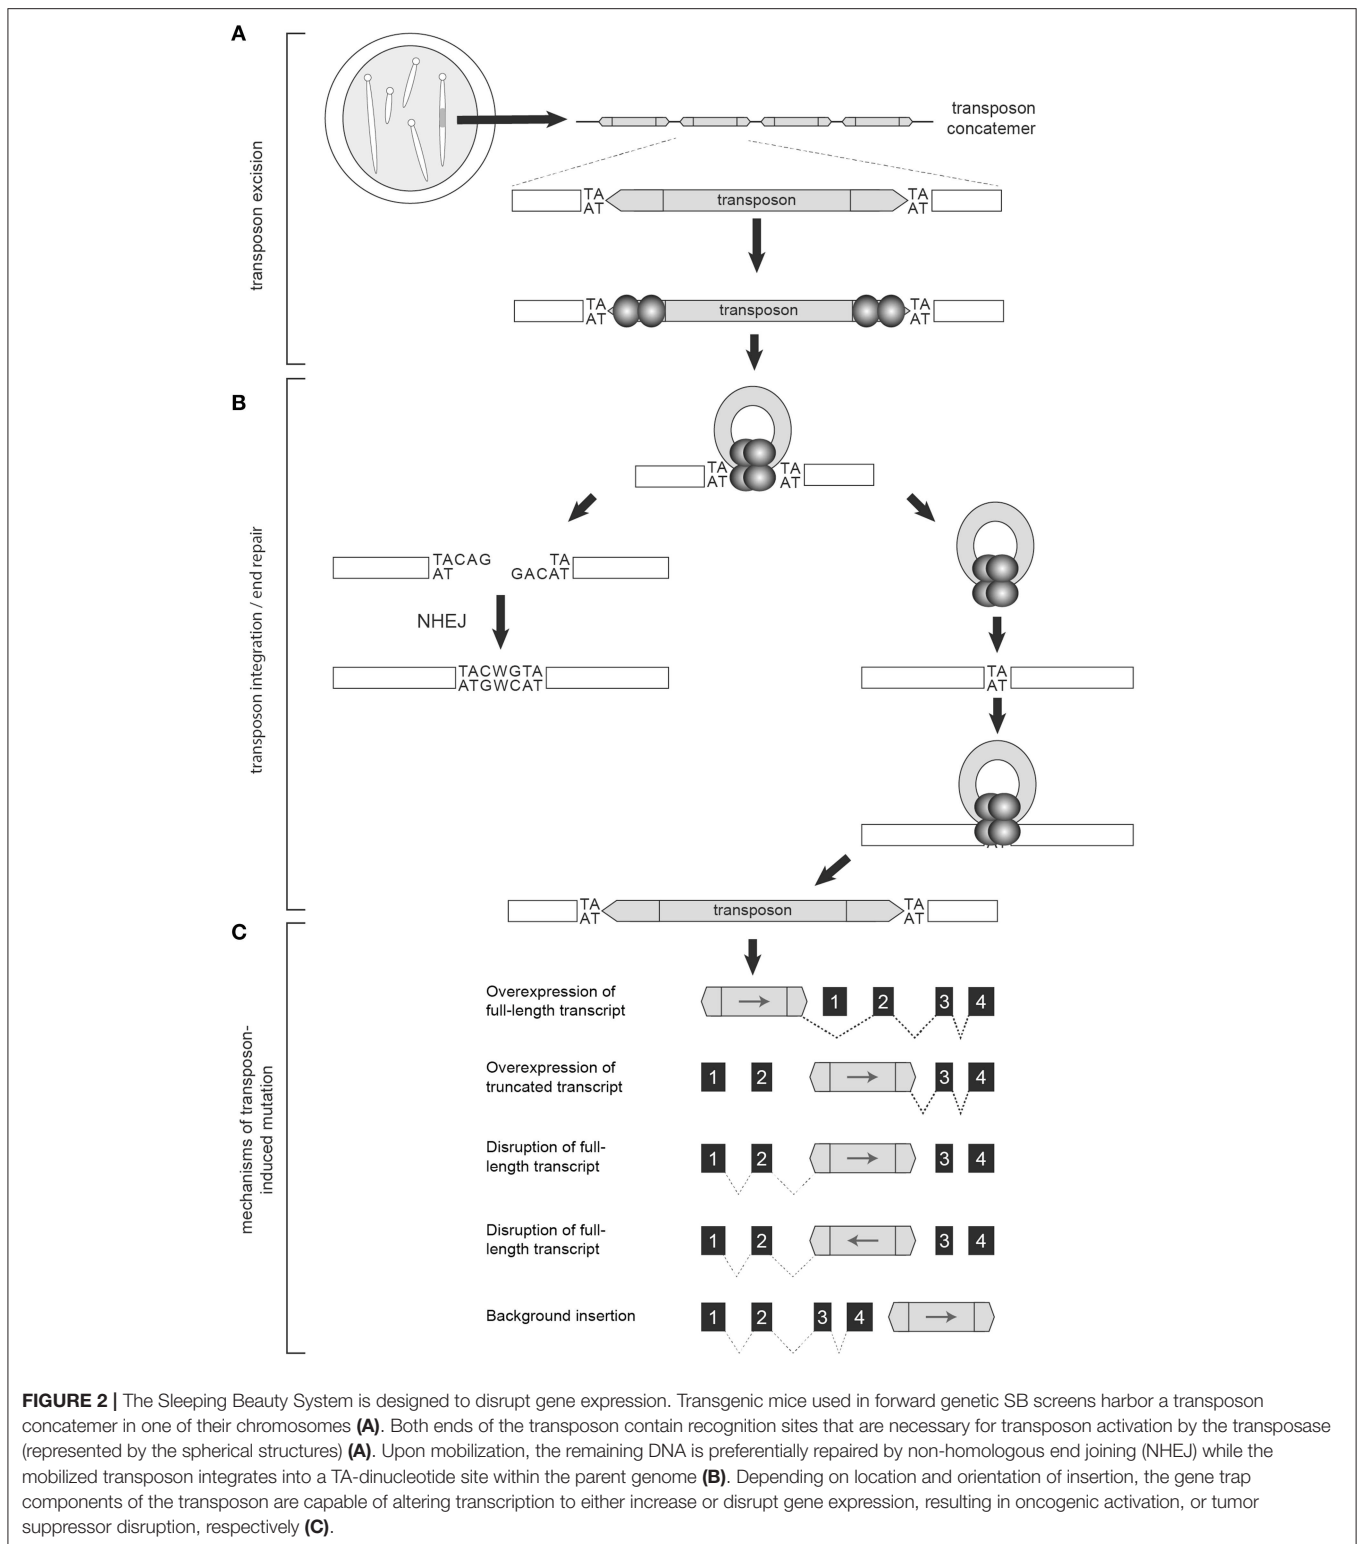 A
transposon excision
transposon
concatemer
TA
AT
transposon
TA
AT
TA
AT
transposon
TA
AT
B
transposon integration / end repair
TA
AT
TA
AT
TACAG
AT
TA
GACAT
NHEJ
TACWGTA
ATGWCAT
TA
AT
AT
TA
AT
transposon
TA
AT
C
mechanisms of transposon-
induced mutation
Overexpression of
full-length transcript
1 2 3 4
Overexpression of
truncated transcript
1 2 3 4
Disruption of full-
length transcript
1 2 3 4
Disruption of full-
length transcript
1 2 3 4
Background insertion
1 2 3 4
FIGURE 2 | The Sleeping Beauty System is designed to disrupt gene expression. Transgenic mice used in forward genetic SB screens harbor a transposon
concatemer in one of their chromosomes (A). Both ends of the transposon contain recognition sites that are necessary for transposon activation by the transposase
(represented by the spherical structures) (A). Upon mobilization, the remaining DNA is preferentially repaired by non-homologous end joining (NHEJ) while the
mobilized transposon integrates into a TA-dinucleotide site within the parent genome (B). Depending on location and orientation of insertion, the gene trap
components of the transposon are capable of altering transcription to either increase or disrupt gene expression, resulting in oncogenic activation, or tumor
suppressor disruption, respectively (C).